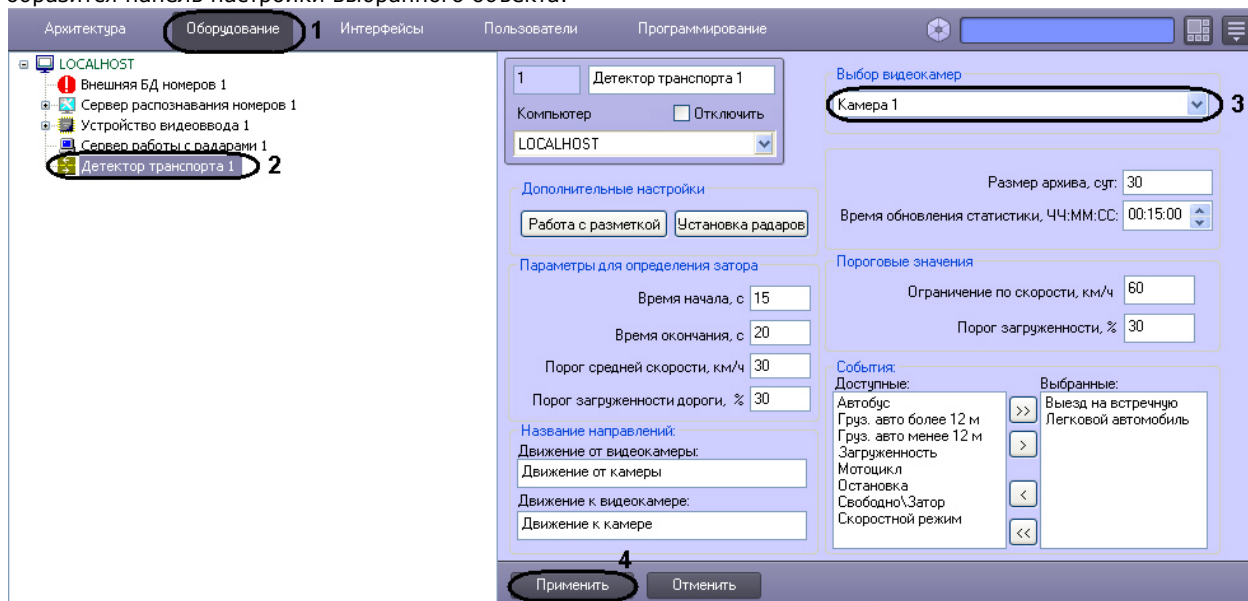 образится панель настройки выбранного объекта.
Архитектура Оборудование 1 Интерфейсы Пользователи Программирование
LOCALHOST
Внешняя БД номеров 1
Сервер распознавания номеров 1
Устройство видеоввода 1
Сервер работы с радарами 1
Детектор транспорта 1 2
1 Детектор транспорта 1
Компьютер Отключить
LOCALHOST
Выбор видеокамер
Камера 1 3
Дополнительные настройки
Работа с разметкой Установка радаров
Размер архива, сут: 30
Время обновления статистики, ЧЧ:ММ:СС: 00:15:00
Параметры для определения затора
Время начала, с 15
Время окончания, с 20
Порог средней скорости, км/ч 30
Порог загруженности дороги, % 30
Пороговые значения
Ограничение по скорости, км/ч 60
Порог загруженности, % 30
Название направлений:
Движение от видеокамеры:
Движение от камеры
Движение к видеокамере:
Движение к камере
События:
Доступные: Выбранные:
Автобус
Груз. авто более 12 м
Груз. авто менее 12 м
Загруженность
Мотоцикл
Остановка
Свободно\Затор
Скоростной режим
>>
>
<
<<
Выезд на встречную
Легковой автомобиль
4
Применить Отменить